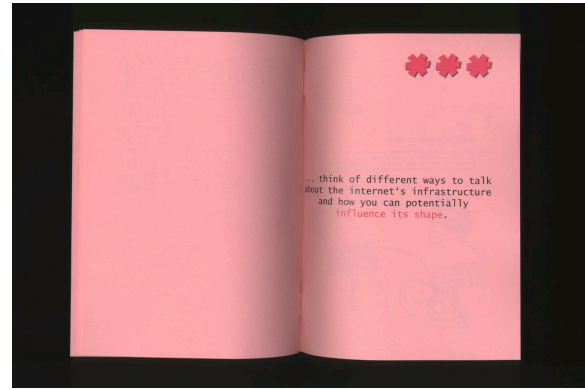 ... think of different ways to talk
about the internet's infrastructure
and how you can potentially
influence its shape.